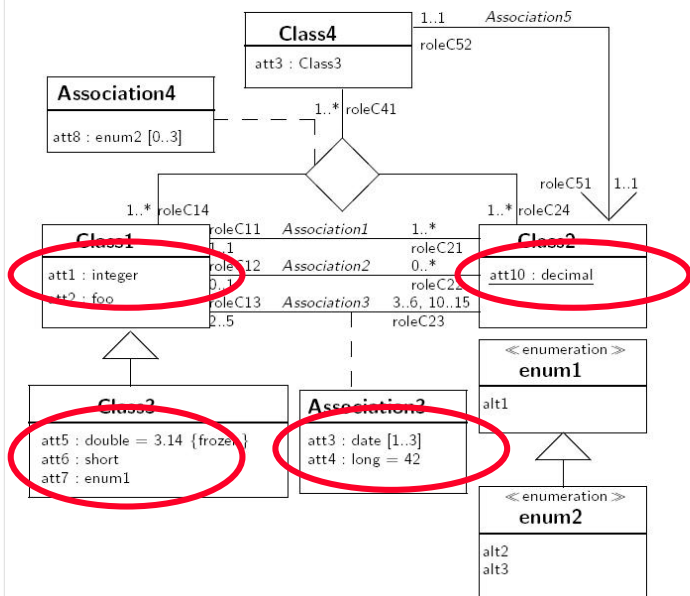 Class4
att3 : Class3
1..1
Association5
roleC52
Association4
att8 : enum2 [0..3]
1..* roleC41
roleC51
1..1
1..* roleC14
1..* roleC24
Class1
att1 : integer
att2 : foo
roleC11 Association1 1..*
1..1
roleC21
roleC12 Association2 0..*
0..1
roleC22
roleC13 Association3 3..6, 10..15
2..5
roleC23
Class2
att10 : decimal
Class3
att5 : double = 3.14 {frozen}
att6 : short
att7 : enum1
Association3
att3 : date [1..3]
att4 : long = 42
≪enumeration≫
enum1
alt1
≪enumeration≫
enum2
alt2
alt3